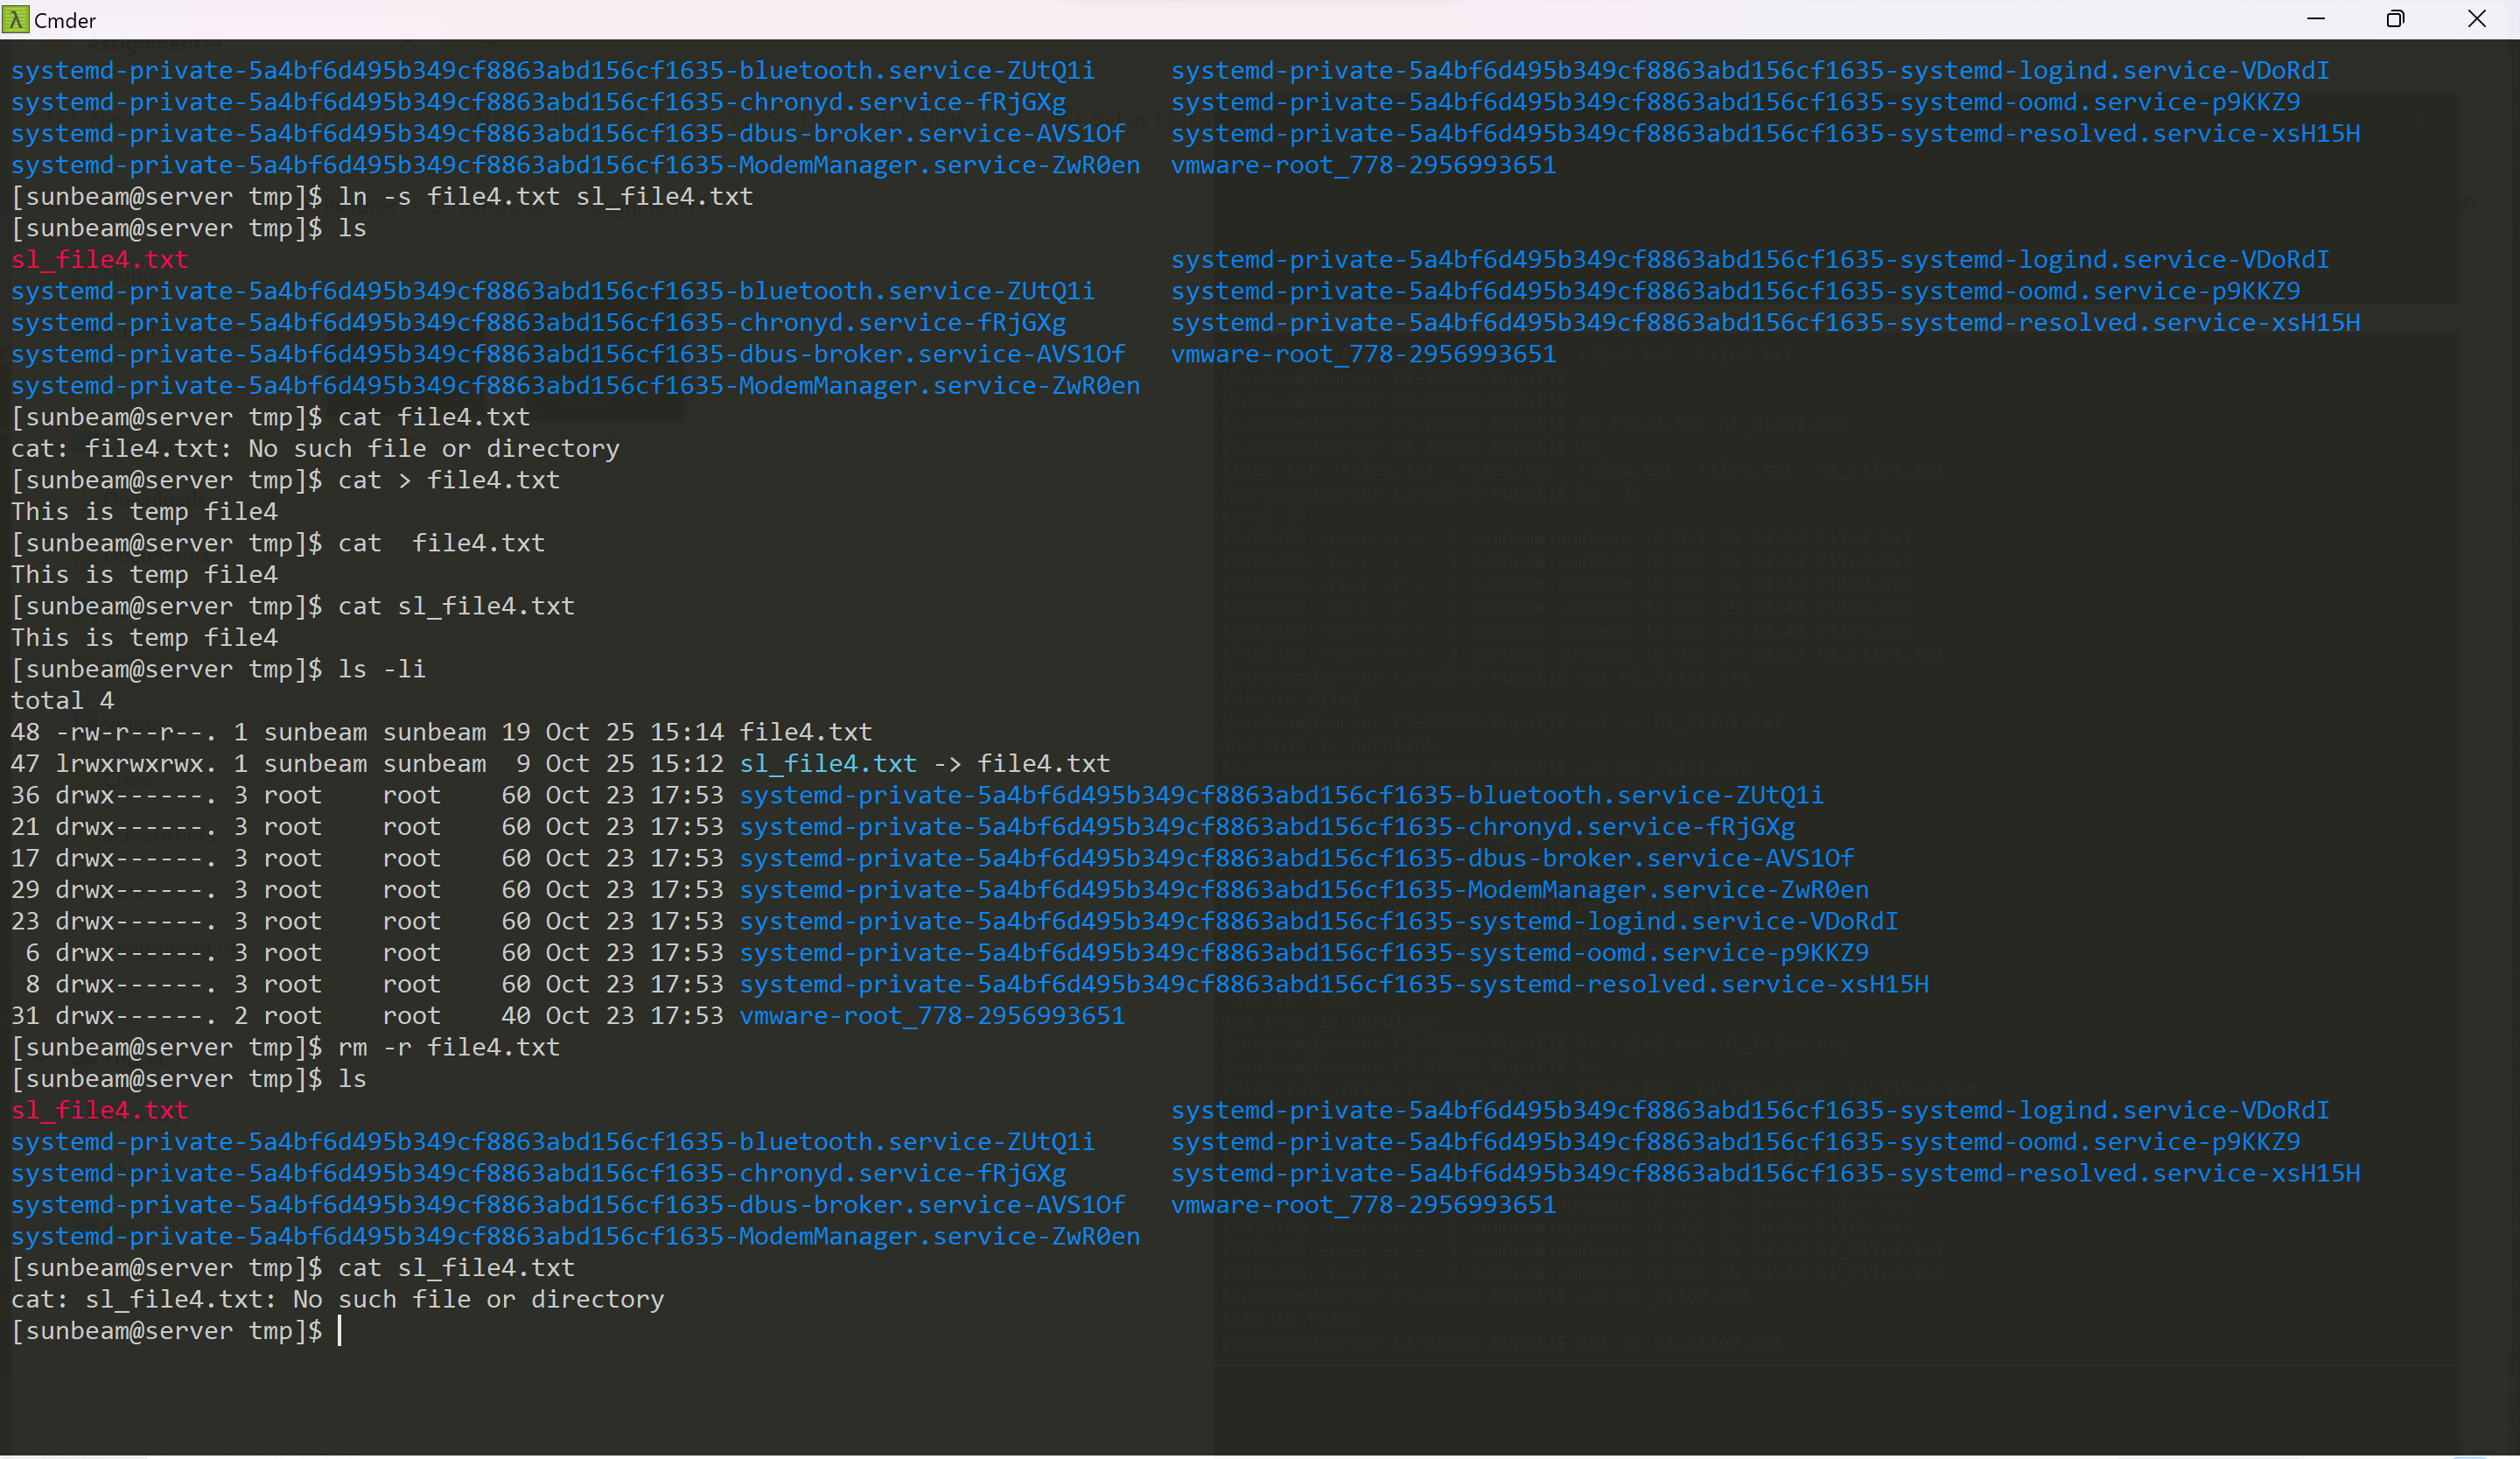 Cmder
systemd-private-5a4bf6d495b349cf8863abd156cf1635-bluetooth.service-ZUtQ1i systemd-private-5a4bf6d495b349cf8863abd156cf1635-systemd-logind.service-VDoRdI
systemd-private-5a4bf6d495b349cf8863abd156cf1635-chronyd.service-fRjGXg systemd-private-5a4bf6d495b349cf8863abd156cf1635-systemd-oomd.service-p9KKZ9
systemd-private-5a4bf6d495b349cf8863abd156cf1635-dbus-broker.service-AVS1Of systemd-private-5a4bf6d495b349cf8863abd156cf1635-systemd-resolved.service-xsH15H
systemd-private-5a4bf6d495b349cf8863abd156cf1635-ModemManager.service-ZwR0en vmware-root_778-2956993651
[sunbeam@server tmp]$ ln -s file4.txt sl_file4.txt
[sunbeam@server tmp]$ ls
sl_file4.txt systemd-private-5a4bf6d495b349cf8863abd156cf1635-systemd-logind.service-VDoRdI
systemd-private-5a4bf6d495b349cf8863abd156cf1635-bluetooth.service-ZUtQ1i systemd-private-5a4bf6d495b349cf8863abd156cf1635-systemd-oomd.service-p9KKZ9
systemd-private-5a4bf6d495b349cf8863abd156cf1635-chronyd.service-fRjGXg systemd-private-5a4bf6d495b349cf8863abd156cf1635-systemd-resolved.service-xsH15H
systemd-private-5a4bf6d495b349cf8863abd156cf1635-dbus-broker.service-AVS1Of vmware-root_778-2956993651
systemd-private-5a4bf6d495b349cf8863abd156cf1635-ModemManager.service-ZwR0en
[sunbeam@server tmp]$ cat file4.txt
cat: file4.txt: No such file or directory
[sunbeam@server tmp]$ cat > file4.txt
This is temp file4
[sunbeam@server tmp]$ cat  file4.txt
This is temp file4
[sunbeam@server tmp]$ cat sl_file4.txt
This is temp file4
[sunbeam@server tmp]$ ls -li
total 4
48 -rw-r--r--. 1 sunbeam sunbeam 19 Oct 25 15:14 file4.txt
47 lrwxrwxrwx. 1 sunbeam sunbeam  9 Oct 25 15:12 sl_file4.txt -> file4.txt
36 drwx------. 3 root    root    60 Oct 23 17:53 systemd-private-5a4bf6d495b349cf8863abd156cf1635-bluetooth.service-ZUtQ1i
21 drwx------. 3 root    root    60 Oct 23 17:53 systemd-private-5a4bf6d495b349cf8863abd156cf1635-chronyd.service-fRjGXg
17 drwx------. 3 root    root    60 Oct 23 17:53 systemd-private-5a4bf6d495b349cf8863abd156cf1635-dbus-broker.service-AVS1Of
29 drwx------. 3 root    root    60 Oct 23 17:53 systemd-private-5a4bf6d495b349cf8863abd156cf1635-ModemManager.service-ZwR0en
23 drwx------. 3 root    root    60 Oct 23 17:53 systemd-private-5a4bf6d495b349cf8863abd156cf1635-systemd-logind.service-VDoRdI
 6 drwx------. 3 root    root    60 Oct 23 17:53 systemd-private-5a4bf6d495b349cf8863abd156cf1635-systemd-oomd.service-p9KKZ9
 8 drwx------. 3 root    root    60 Oct 23 17:53 systemd-private-5a4bf6d495b349cf8863abd156cf1635-systemd-resolved.service-xsH15H
31 drwx------. 2 root    root    40 Oct 23 17:53 vmware-root_778-2956993651
[sunbeam@server tmp]$ rm -r file4.txt
[sunbeam@server tmp]$ ls
sl_file4.txt systemd-private-5a4bf6d495b349cf8863abd156cf1635-systemd-logind.service-VDoRdI
systemd-private-5a4bf6d495b349cf8863abd156cf1635-bluetooth.service-ZUtQ1i systemd-private-5a4bf6d495b349cf8863abd156cf1635-systemd-oomd.service-p9KKZ9
systemd-private-5a4bf6d495b349cf8863abd156cf1635-chronyd.service-fRjGXg systemd-private-5a4bf6d495b349cf8863abd156cf1635-systemd-resolved.service-xsH15H
systemd-private-5a4bf6d495b349cf8863abd156cf1635-dbus-broker.service-AVS1Of vmware-root_778-2956993651
systemd-private-5a4bf6d495b349cf8863abd156cf1635-ModemManager.service-ZwR0en
[sunbeam@server tmp]$ cat sl_file4.txt
cat: sl_file4.txt: No such file or directory
[sunbeam@server tmp]$